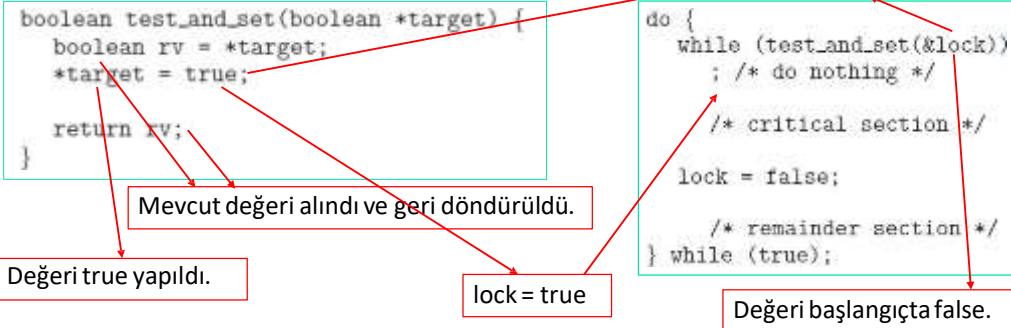 boolean test_and_set(boolean *target) {
boolean rv = *target;
*target = true;
return rv;
}
do {
while (test_and_set(&lock))
; /* do nothing */
/* critical section */
lock = false;
/* remainder section */
} while (true);
Mevcut değeri alındı ve geri döndürüldü.
Değeri true yapıldı.
lock = true
Değeri başlangıçta false.